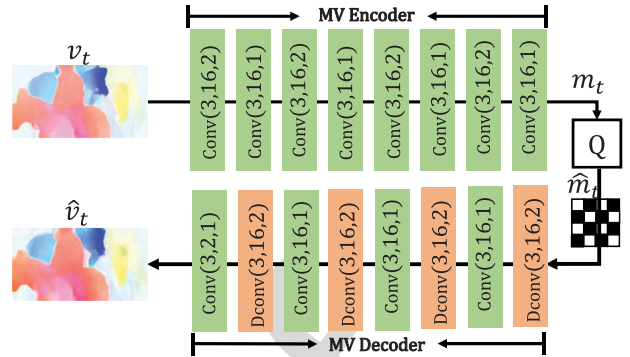 MV Encoder
v_t
Conv(3,16,2)
Conv(3,16,1)
Conv(3,16,2)
Conv(3,16,1)
Conv(3,16,2)
Conv(3,16,1)
Conv(3,16,2)
Conv(3,16,1)
m_t
Q
m̂_t
v̂_t
Conv(3,2,1)
Dconv(3,16,2)
Conv(3,16,1)
Dconv(3,16,2)
Conv(3,16,1)
Dconv(3,16,2)
Conv(3,16,1)
Dconv(3,16,2)
MV Decoder